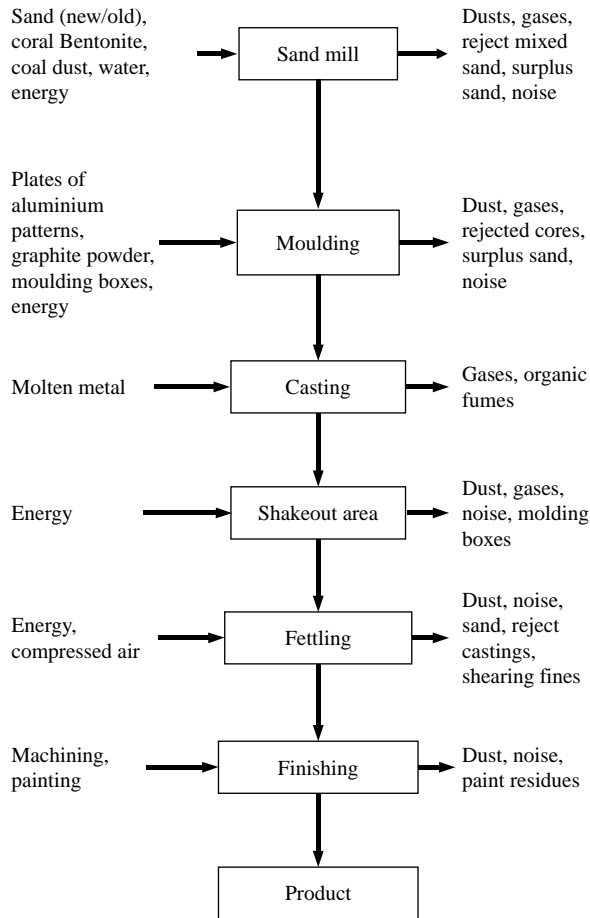 Sand (new/old),
coral Bentonite,
coal dust, water,
energy
Sand mill
Dusts, gases,
reject mixed
sand, surplus
sand, noise
Plates of
aluminium
patterns,
graphite powder,
moulding boxes,
energy
Moulding
Dust, gases,
rejected cores,
surplus sand,
noise
Molten metal
Casting
Gases, organic
fumes
Energy
Shakeout area
Dust, gases,
noise, molding
boxes
Energy,
compressed air
Fettling
Dust, noise,
sand, reject
castings,
shearing fines
Machining,
painting
Finishing
Dust, noise,
paint residues
Product